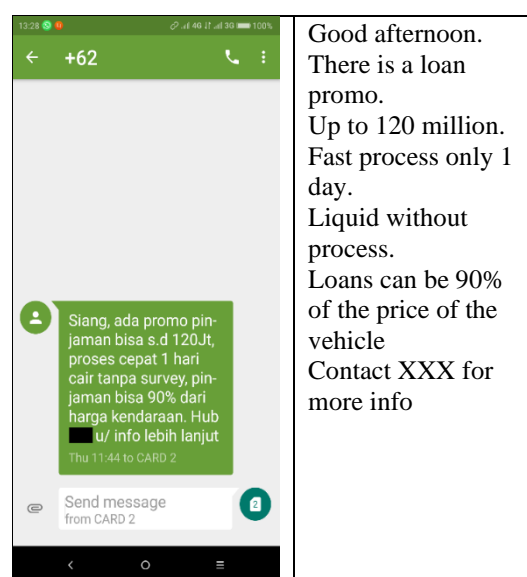 13:28 4G 3G 100%
+62
Siang, ada promo pin-
jaman bisa s.d 120Jt,
proses cepat 1 hari
cair tanpa survey, pin-
jaman bisa 90% dari
harga kendaraan. Hub
u/ info lebih lanjut
Thu 11:44 to CARD 2
Send message
from CARD 2
2
Good afternoon.
There is a loan
promo.
Up to 120 million.
Fast process only 1
day.
Liquid without
process.
Loans can be 90%
of the price of the
vehicle
Contact XXX for
more info